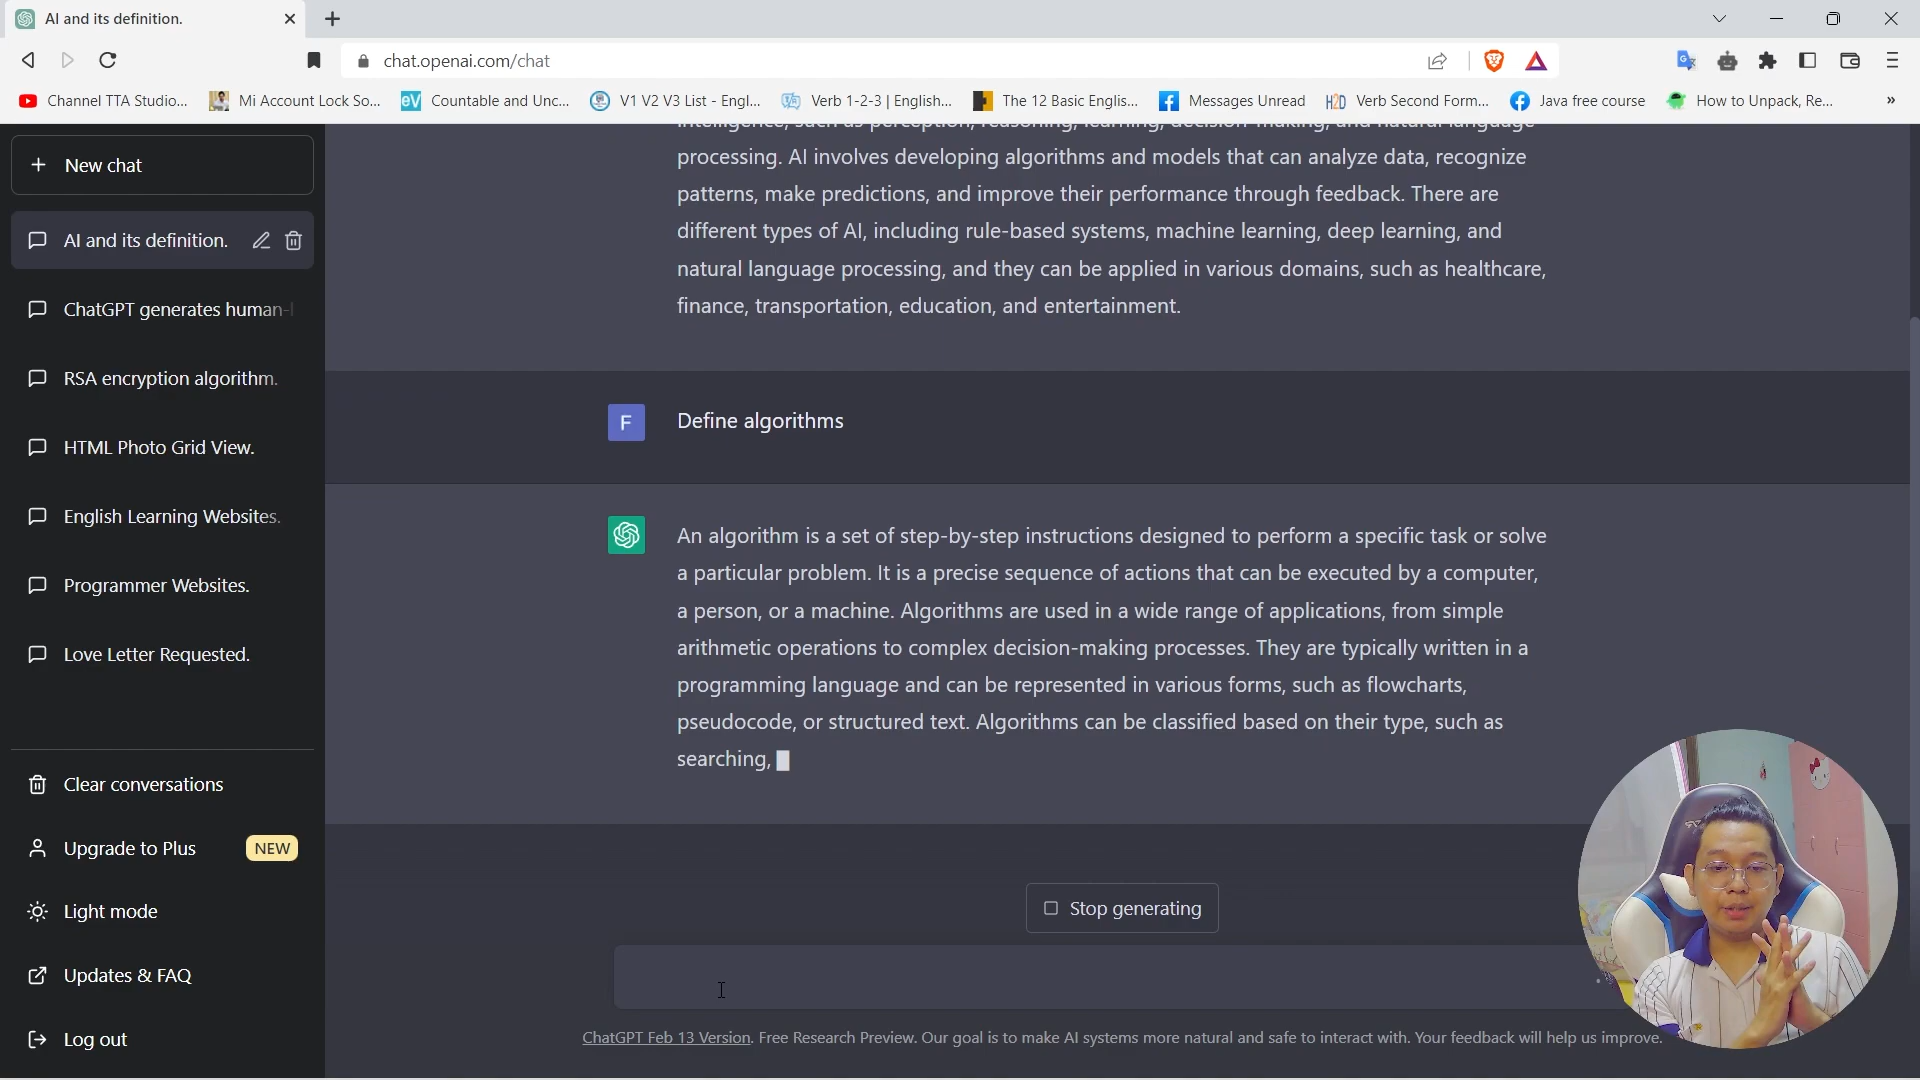 AI and its definition.
chat.openai.com/chat
Channel TTA Studio...
Mi Account Lock So...
eV
Countable and Unc...
V1 V2 V3 List - Engl...
Verb 1-2-3 | English...
The 12 Basic Englis...
Messages Unread
H2D
Verb Second Form...
Java free course
How to Unpack, Re...
»
+ New chat
AI and its definition.
ChatGPT generates human-
RSA encryption algorithm.
HTML Photo Grid View.
English Learning Websites.
Programmer Websites.
Love Letter Requested.
Clear conversations
Upgrade to Plus
NEW
Light mode
Updates & FAQ
Log out
intelligence, such as perception, reasoning, learning, decision-making, and natural language
processing. AI involves developing algorithms and models that can analyze data, recognize
patterns, make predictions, and improve their performance through feedback. There are
different types of AI, including rule-based systems, machine learning, deep learning, and
natural language processing, and they can be applied in various domains, such as healthcare,
finance, transportation, education, and entertainment.
F
Define algorithms
An algorithm is a set of step-by-step instructions designed to perform a specific task or solve
a particular problem. It is a precise sequence of actions that can be executed by a computer,
a person, or a machine. Algorithms are used in a wide range of applications, from simple
arithmetic operations to complex decision-making processes. They are typically written in a
programming language and can be represented in various forms, such as flowcharts,
pseudocode, or structured text. Algorithms can be classified based on their type, such as
searching,
Stop generating
ChatGPT Feb 13 Version. Free Research Preview. Our goal is to make AI systems more natural and safe to interact with. Your feedback will help us improve.